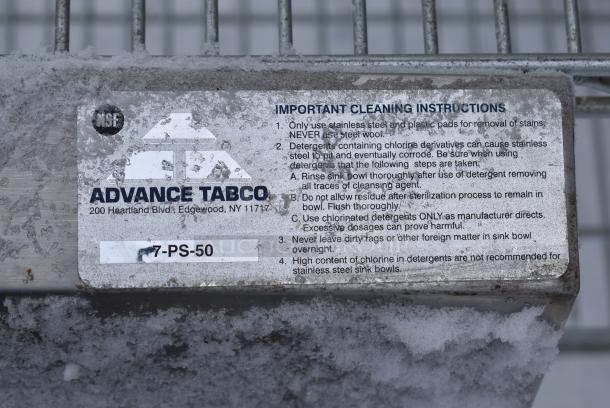 NSF
ADVANCE TABCO
200 Heartland Blvd. Edgewood, NY 11717
7-PS-50
IMPORTANT CLEANING INSTRUCTIONS
1. Only use stainless steel and plastic pads for removal of stains.
NEVER use steel wool.
2. Detergents containing chlorine derivatives can cause stainless
steel to pit and eventually corrode. Be sure when using
detergents that the following steps are taken:
A. Rinse sink bowl thoroughly after use of detergent removing
all traces of cleansing agent.
B. Do not allow residue after sterilization process to remain in
bowl. Flush thoroughly.
C. Use chlorinated detergents ONLY as manufacturer directs.
Excessive dosages can prove harmful.
3. Never leave dirty rags or other foreign matter in sink bowl
overnight.
4. High content of chlorine in detergents are not recommended for
stainless steel sink bowls.